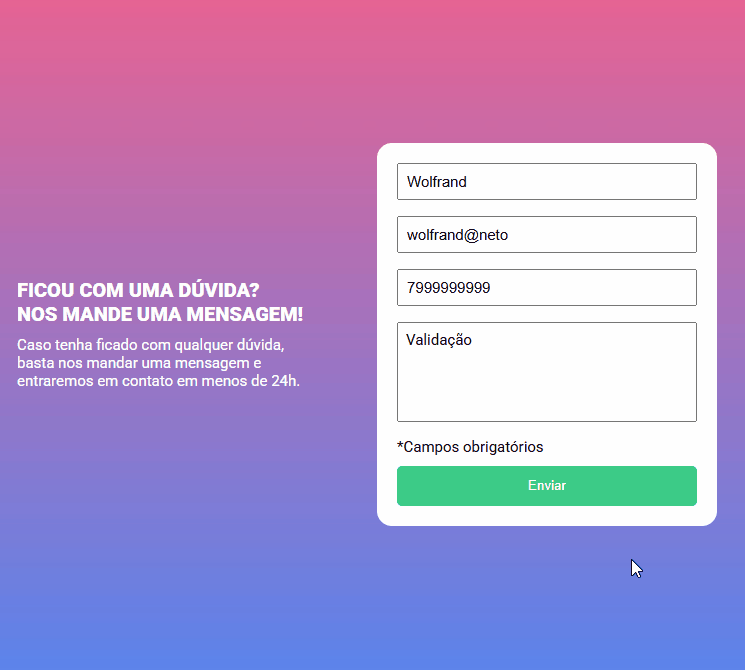 FICOU COM UMA DÚVIDA?
NOS MANDE UMA MENSAGEM!
Caso tenha ficado com qualquer dúvida,
basta nos mandar uma mensagem e
entraremos em contato em menos de 24h.
Wolfrand
wolfrand@neto
7999999999
Validação
*Campos obrigatórios
Enviar